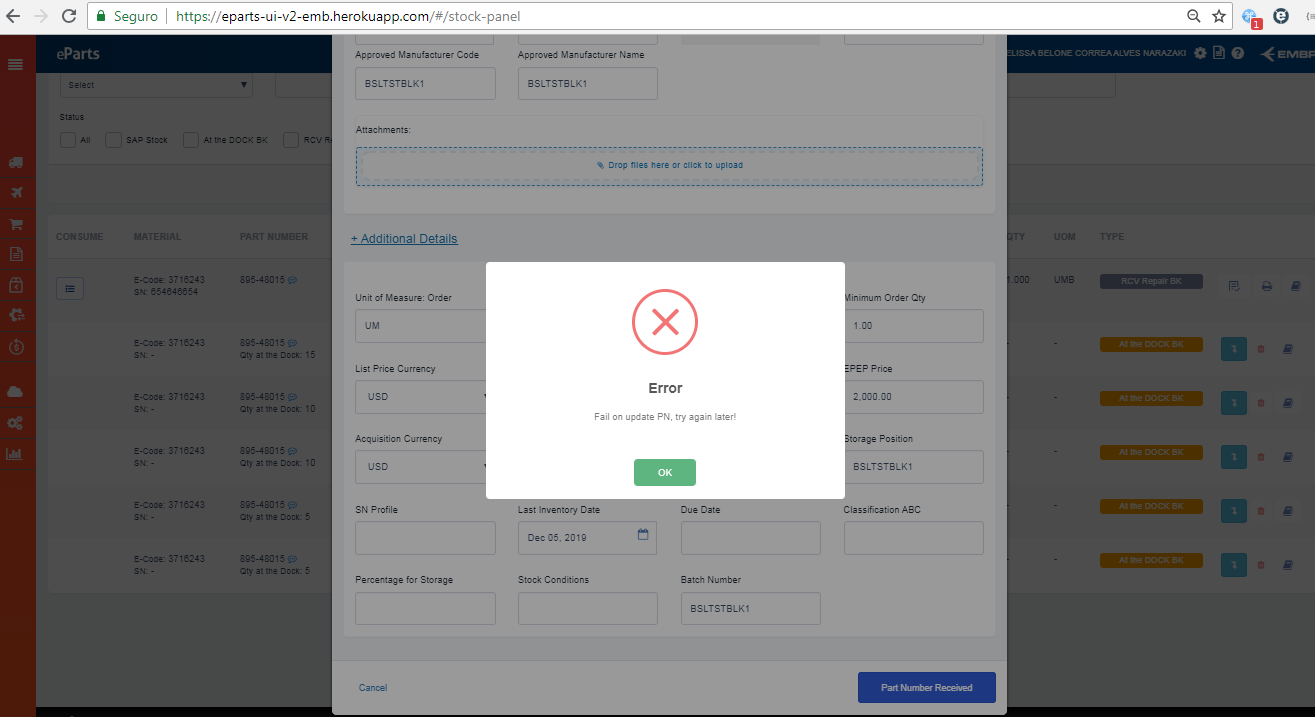 Seguro
https://eparts-ui-v2-emb.herokuapp.com/#/stock-panel
1
eParts
BELONE CORREA ALVES NARAZAKI
Approved Manufacturer Code
Approved Manufacturer Name
BSLTSTBLK1
BSLTSTBLK1
Select
Status
All
SAP Stock
At the DOCK BK
Attachments:
Drop files here or click to upload
CONSUME
MATERIAL
PART NUMBER
QTY
UOM
TYPE
+ Additional Details
E-Code: 3716243
SN: 654646654
895-48015
UMB
RCV Repair BK
Unit of Measure: Order
Minimum Order Qty
UM
1.00
E-Code: 3716243
SN: -
895-48015
Qty at the Dock: 15
-
-
At the DOCK BK
List Price Currency
EPEP Price
USD
2,000.00
E-Code: 3716243
SN: -
895-48015
Qty at the Dock: 10
-
-
At the DOCK BK
Error
Fail on update PN, try again later!
OK
Acquisition Currency
Storage Position
USD
BSLTSTBLK1
E-Code: 3716243
SN: -
895-48015
Qty at the Dock: 10
-
-
At the DOCK BK
SN Profile
Last Inventory Date
Due Date
Classification ABC
Dec 05, 2019
E-Code: 3716243
SN: -
895-48015
Qty at the Dock: 5
-
-
At the DOCK BK
E-Code: 3716243
SN: -
895-48015
Qty at the Dock: 5
-
-
At the DOCK BK
Percentage for Storage
Stock Conditions
Batch Number
BSLTSTBLK1
Cancel
Part Number Received